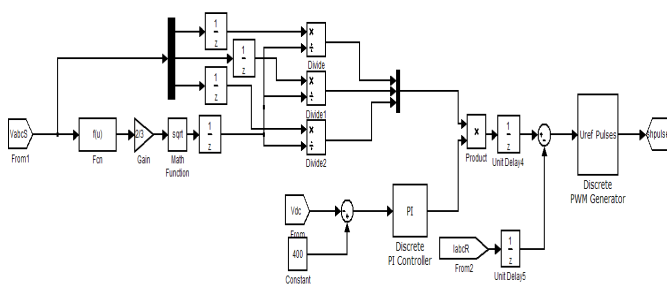 1
z
×
÷
Divide
1
z
×
÷
Divide1
1
z
VabcS
From1
f(u)
Fcn
2/3
Gain
sqrt
Math
Function
1
z
×
÷
Divide2
×
Product
1
z
Unit Delay4
Uref Pulses
Discrete
PWM Generator
shpulse
Vdc
From
400
Constant
PI
Discrete
PI Controller
IabcR
From2
1
z
Unit Delay5